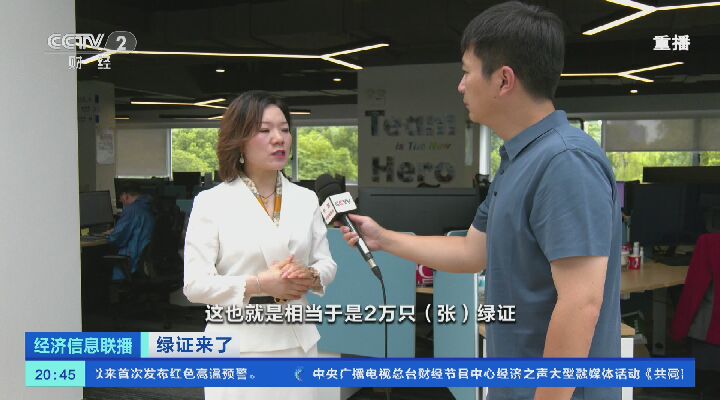 CCTV 2
财经
重播
Team
is The New
Hero
CCTV
这也就是相当于是2万只（张）绿证
经济信息联播
绿证来了
20:45
以来首次发布红色高温预警。 中央广播电视总台财经节目中心经济之声大型融媒体活动《共同